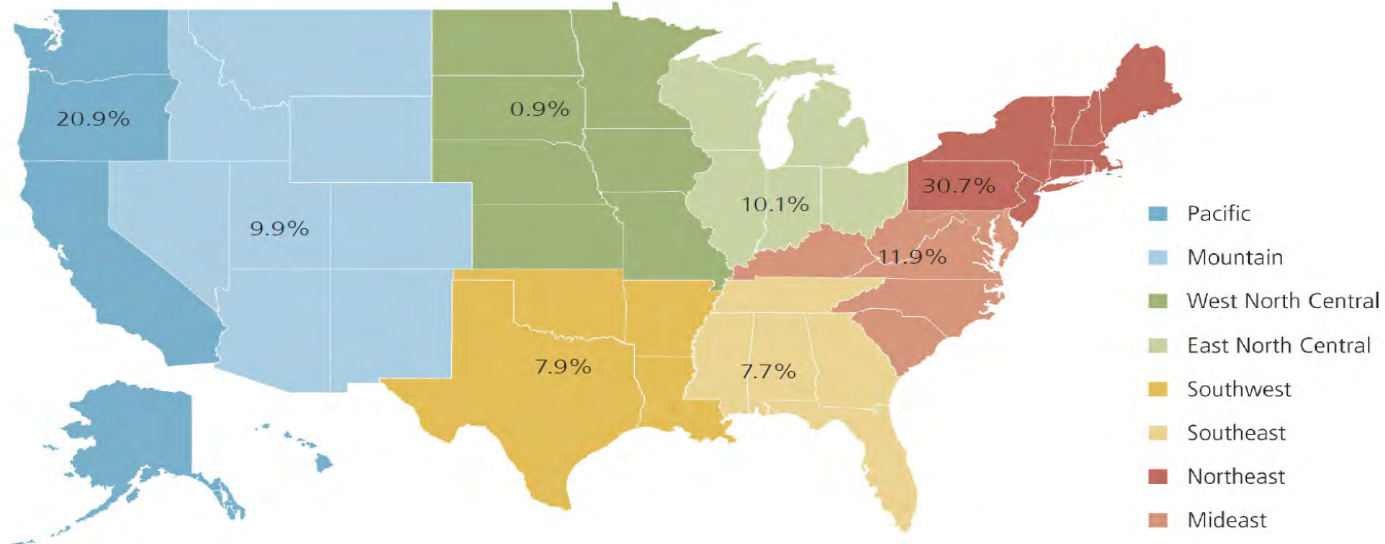 20.9%
0.9%
9.9%
10.1%
30.7%
11.9%
7.9%
7.7%
Pacific
Mountain
West North Central
East North Central
Southwest
Southeast
Northeast
Mideast